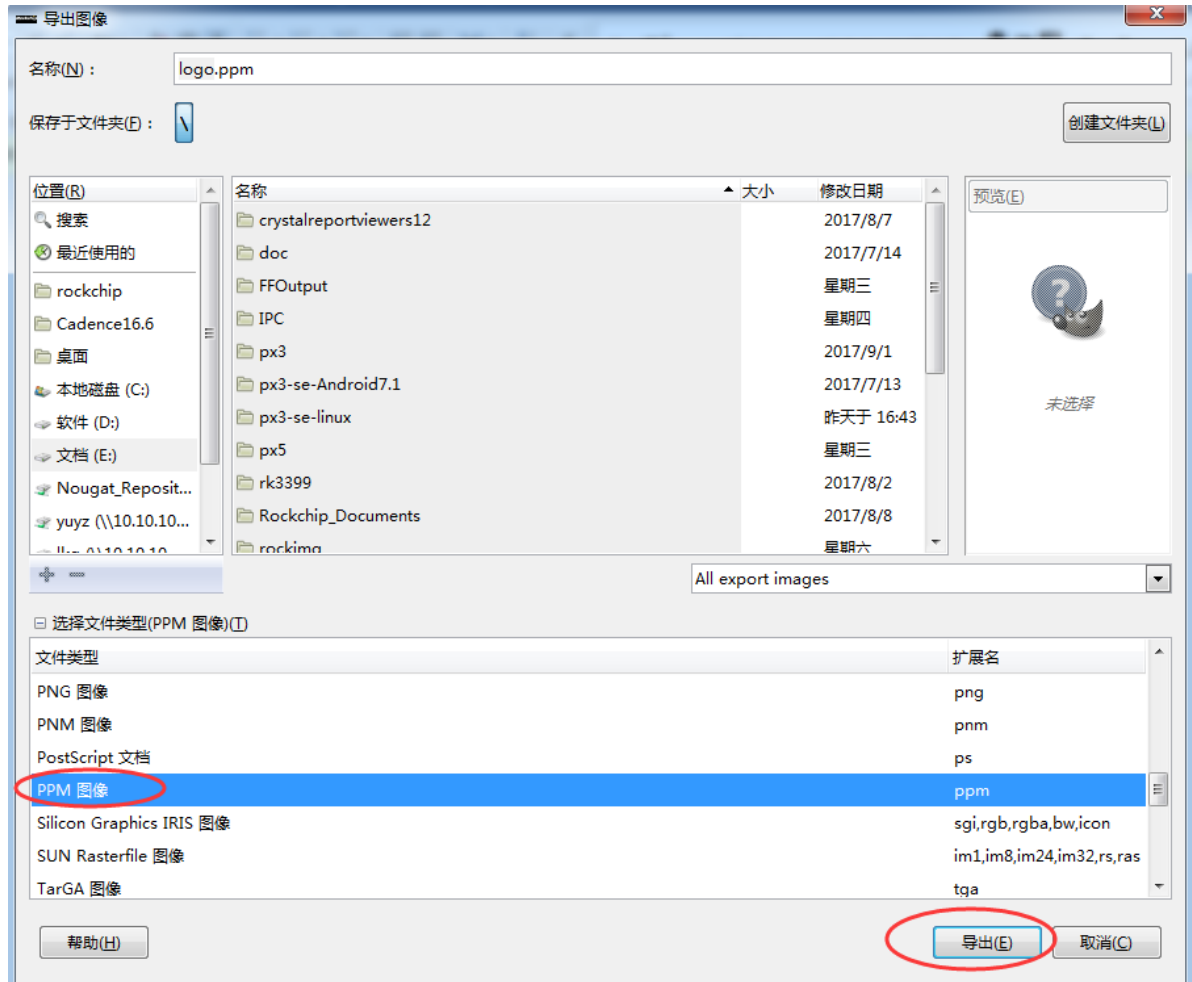 导出图像
名称(N)： logo.ppm
保存于文件夹(F)： \ 创建文件夹(L)
位置(R)
搜索
最近使用的
rockchip
Cadence16.6
桌面
本地磁盘 (C:)
软件 (D:)
文档 (E:)
Nougat_Reposit...
yuyz (\\10.10.10...
名称 大小 修改日期
crystalreportviewers12 2017/8/7
doc 2017/7/14
FFOutput 星期三
IPC 星期四
px3 2017/9/1
px3-se-Android7.1 2017/7/13
px3-se-linux 昨天于 16:43
px5 星期三
rk3399 2017/8/2
Rockchip_Documents 2017/8/8
rockimg 星期六
预览(E)
未选择
All export images
选择文件类型(PPM 图像)(T)
文件类型 扩展名
PNG 图像 png
PNM 图像 pnm
PostScript 文档 ps
PPM 图像 ppm
Silicon Graphics IRIS 图像 sgi,rgb,rgba,bw,icon
SUN Rasterfile 图像 im1,im8,im24,im32,rs,ras
TarGA 图像 tga
帮助(H) 导出(E) 取消(C)